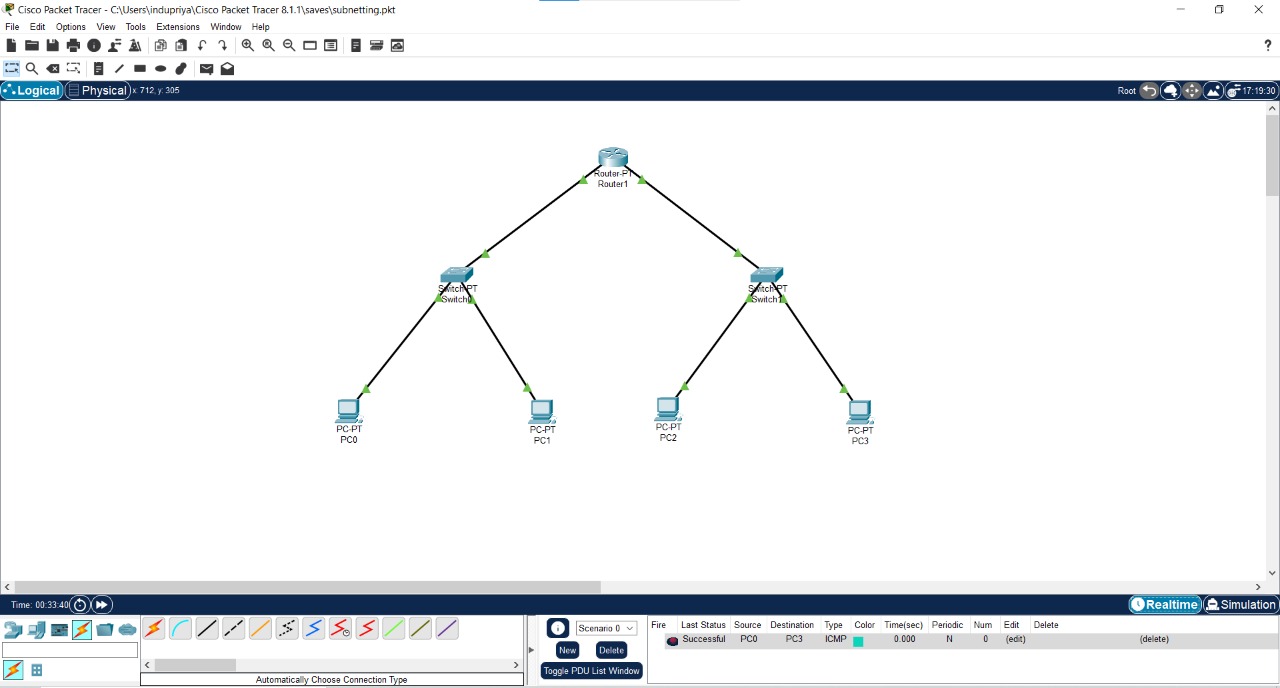 Cisco Packet Tracer - C:\Users\indupriya\Cisco Packet Tracer 8.1.1\saves\subnetting.pkt
File Edit Options View Tools Extensions Window Help
?
Logical Physical x: 712, y: 305 Root 17:19:30
Router-PT
Router1
Switch-PT
Switch0
Switch-PT
Switch1
PC-PT
PC0
PC-PT
PC1
PC-PT
PC2
PC-PT
PC3
Time: 00:33:40 Realtime Simulation
Scenario 0
New Delete
Toggle PDU List Window
Fire Last Status Source Destination Type Color Time(sec) Periodic Num Edit Delete
Successful PC0 PC3 ICMP 0.000 N 0 (edit) (delete)
Automatically Choose Connection Type